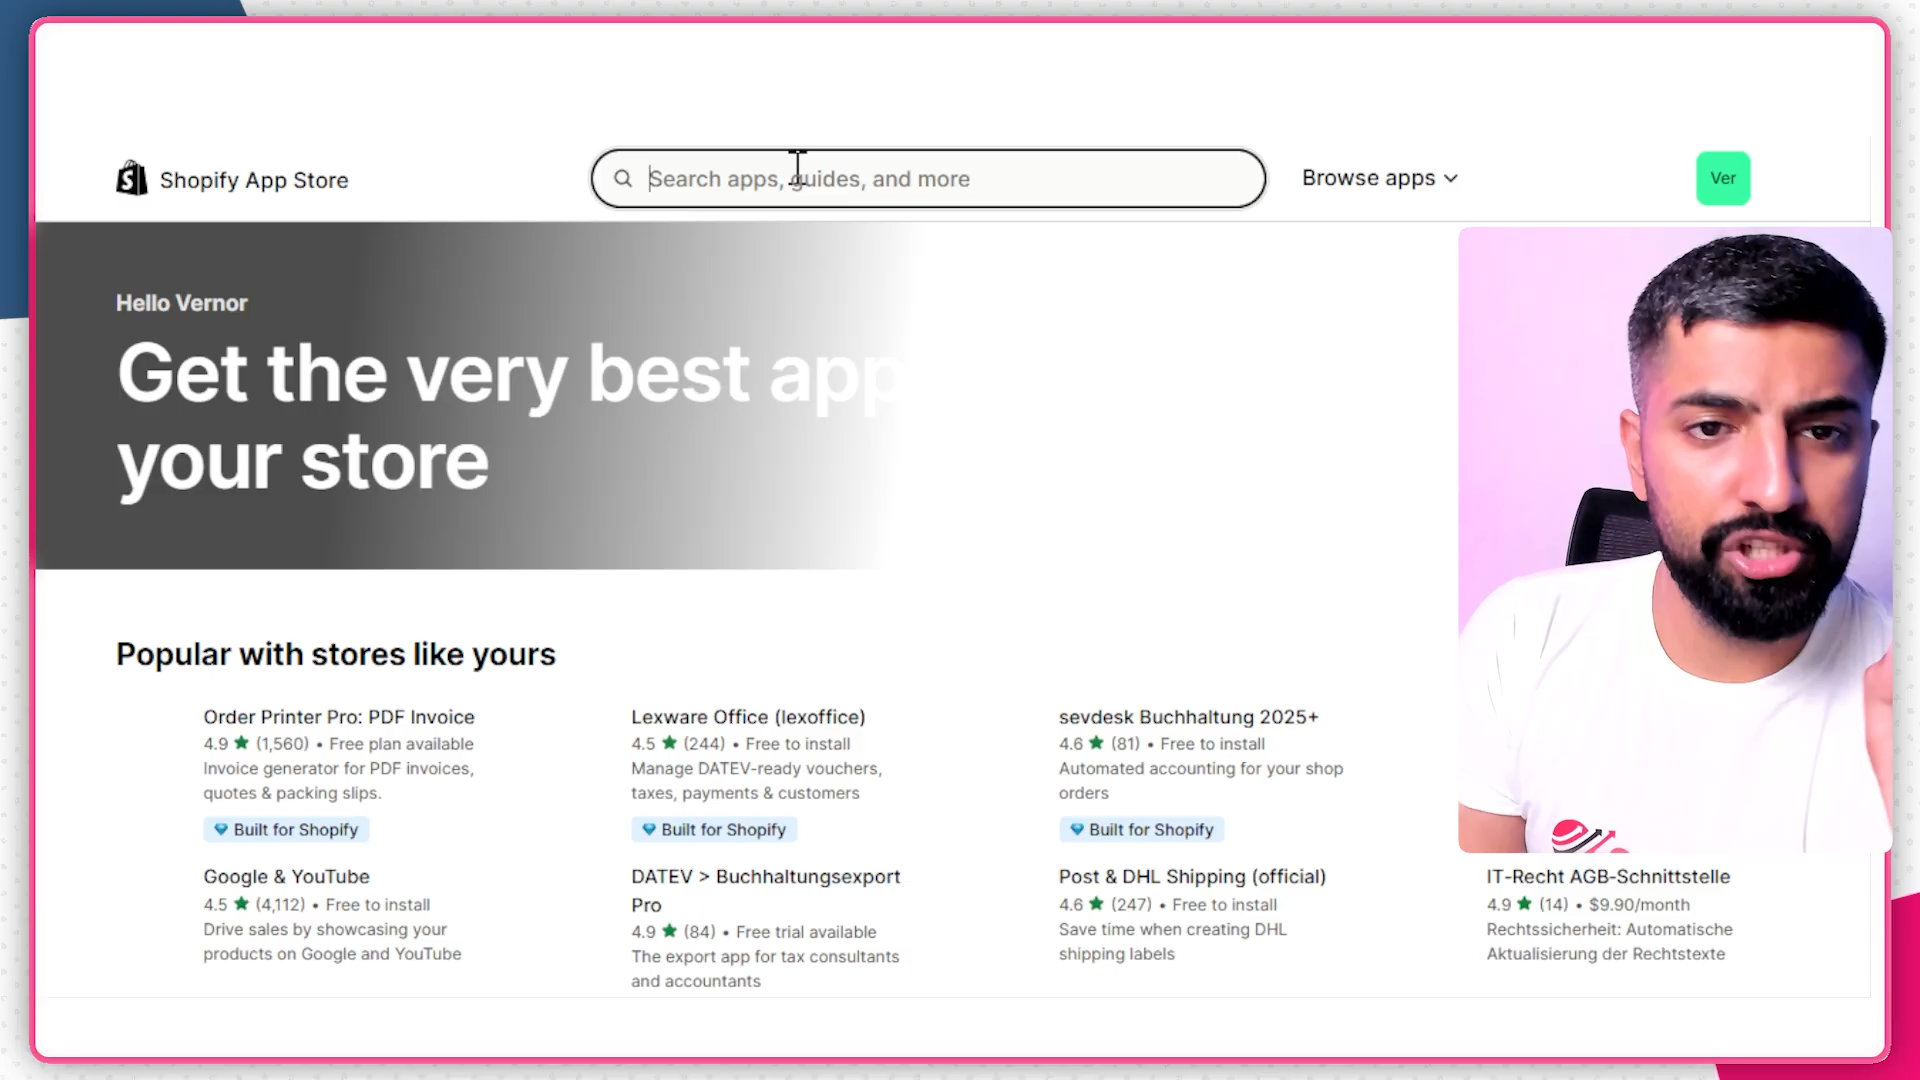 Shopify App Store
Search apps, guides, and more
Browse apps
Ver
Hello Vernor
Get the very best app
your store
Popular with stores like yours
Order Printer Pro: PDF Invoice
4.9 ★ (1,560) • Free plan available
Invoice generator for PDF invoices,
quotes & packing slips.
Built for Shopify
Lexware Office (lexoffice)
4.5 ★ (244) • Free to install
Manage DATEV-ready vouchers,
taxes, payments & customers
Built for Shopify
sevdesk Buchhaltung 2025+
4.6 ★ (81) • Free to install
Automated accounting for your shop
orders
Built for Shopify
Google & YouTube
4.5 ★ (4,112) • Free to install
Drive sales by showcasing your
products on Google and YouTube
DATEV > Buchhaltungsexport
Pro
4.9 ★ (84) • Free trial available
The export app for tax consultants
and accountants
Post & DHL Shipping (official)
4.6 ★ (247) • Free to install
Save time when creating DHL
shipping labels
IT-Recht AGB-Schnittstelle
4.9 ★ (14) • $9.90/month
Rechtssicherheit: Automatische
Aktualisierung der Rechtstexte